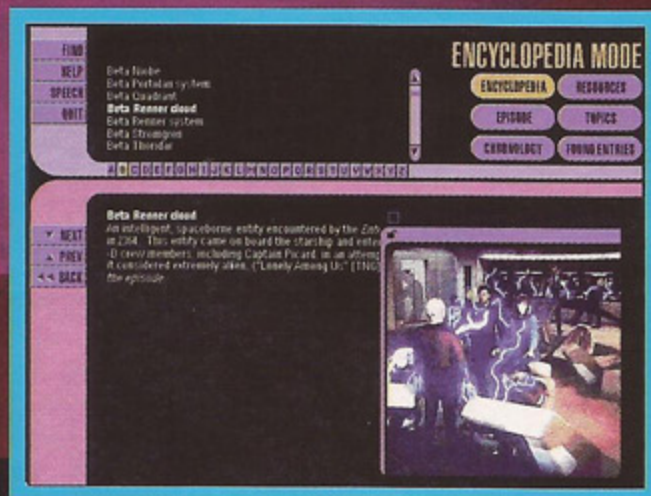 FIND
HELP
SPEECH
QUIT
Beta Niobe
Beta Portolan system
Beta Quadrant
Beta Renner cloud
Beta Renner system
Beta Stromgren
Beta Thoridar
ENCYCLOPEDIA MODE
ENCYCLOPEDIA RESOURCES
EPISODE TOPICS
CHRONOLOGY FOUND ENTRIES
A B C D E F G H I J K L M N O P Q R S T U V W X Y Z
NEXT
PREV
BACK
Beta Renner cloud
An intelligent, spaceborne entity encountered by the
in 2364. This entity came on board the starship and
-D crew members, including Captain Picard, in an
it considered extremely alien. ("Lonely Among Us" [TNG]
the episode.